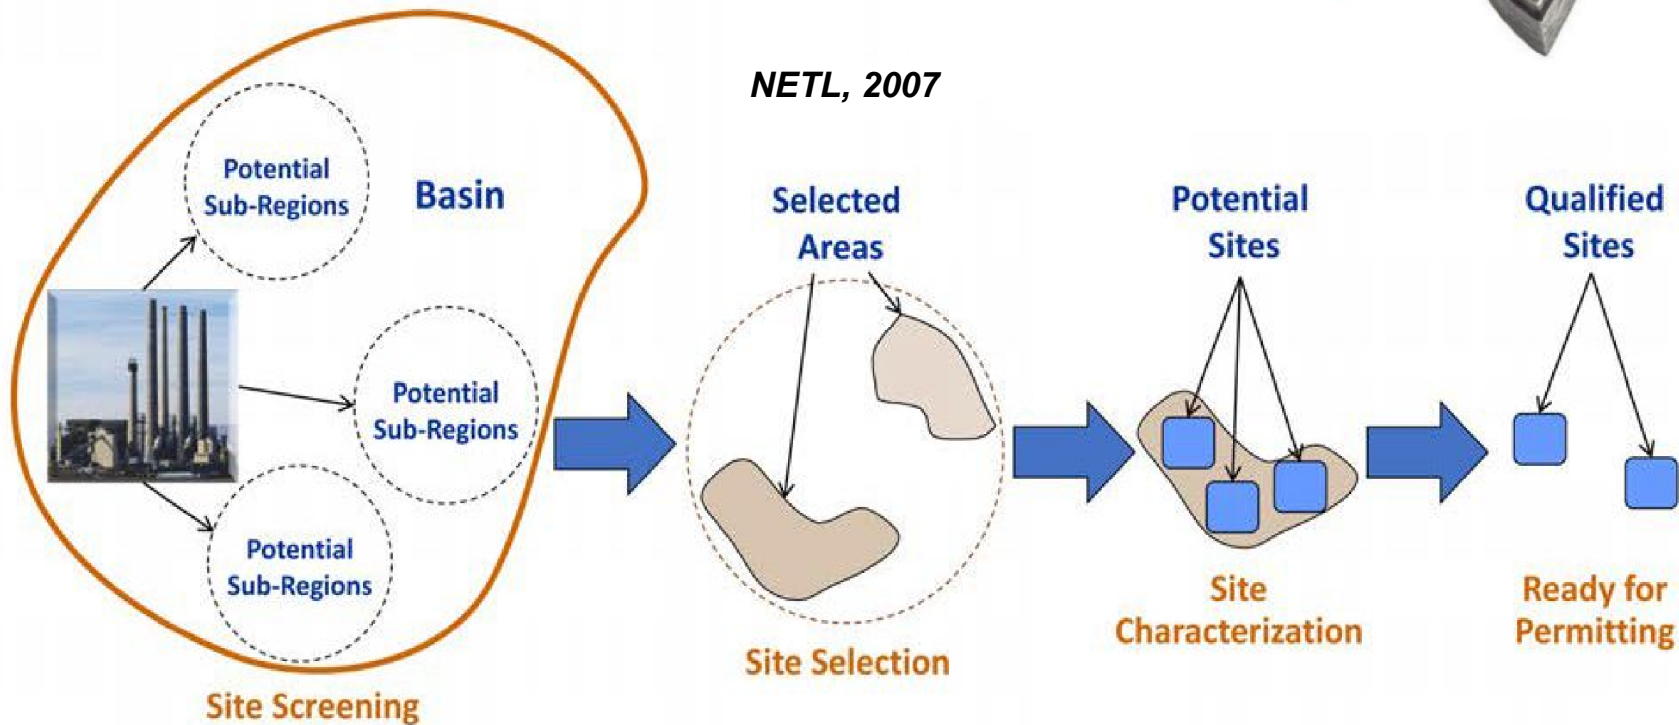 NETL, 2007
Potential
Sub-Regions
Basin
Potential
Sub-Regions
Potential
Sub-Regions
Site Screening
Selected
Areas
Site Selection
Potential
Sites
Site
Characterization
Qualified
Sites
Ready for
Permitting